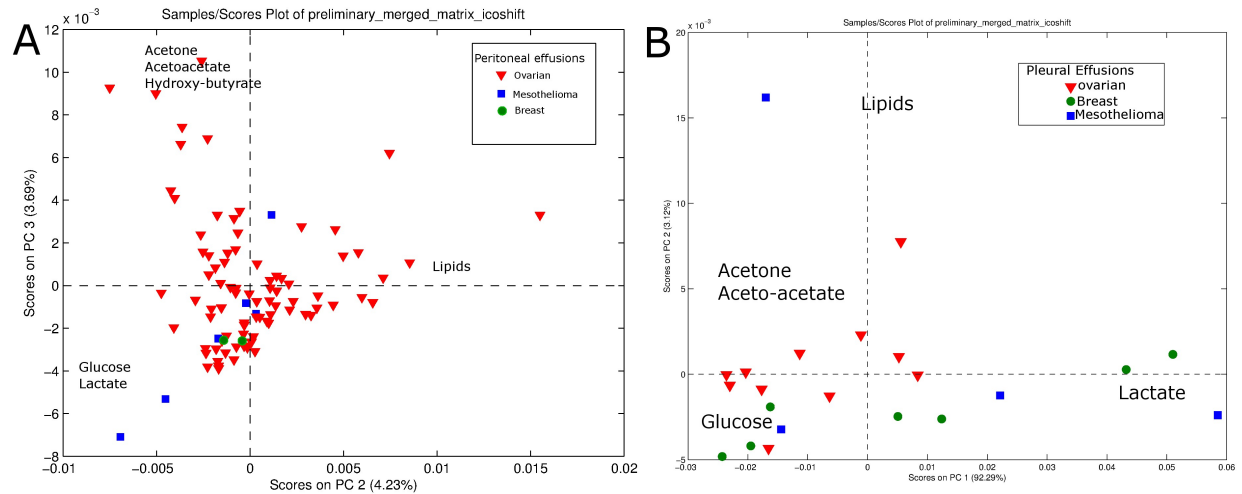 A
Samples/Scores Plot of preliminary_merged_matrix_icoshift
12 x 10⁻³
10
8
6
4
2
0
−2
−4
−6
−8
−0.01
−0.005
0
0.005
0.01
0.015
0.02
Scores on PC 3 (3.69%)
Scores on PC 2 (4.23%)
Acetone
Acetoacetate
Hydroxy-butyrate
Peritoneal effusions
Ovarian
Mesothelioma
Breast
Lipids
Glucose
Lactate
B
Samples/Scores Plot of preliminary_merged_matrix_icoshift
20 x 10⁻³
15
10
5
0
−5
−0.03
−0.02
−0.01
0
0.01
0.02
0.03
0.04
0.05
0.06
Scores on PC 2 (3.12%)
Scores on PC 1 (92.29%)
Pleural Effusions
ovarian
Breast
Mesothelioma
Lipids
Acetone
Aceto-acetate
Glucose
Lactate